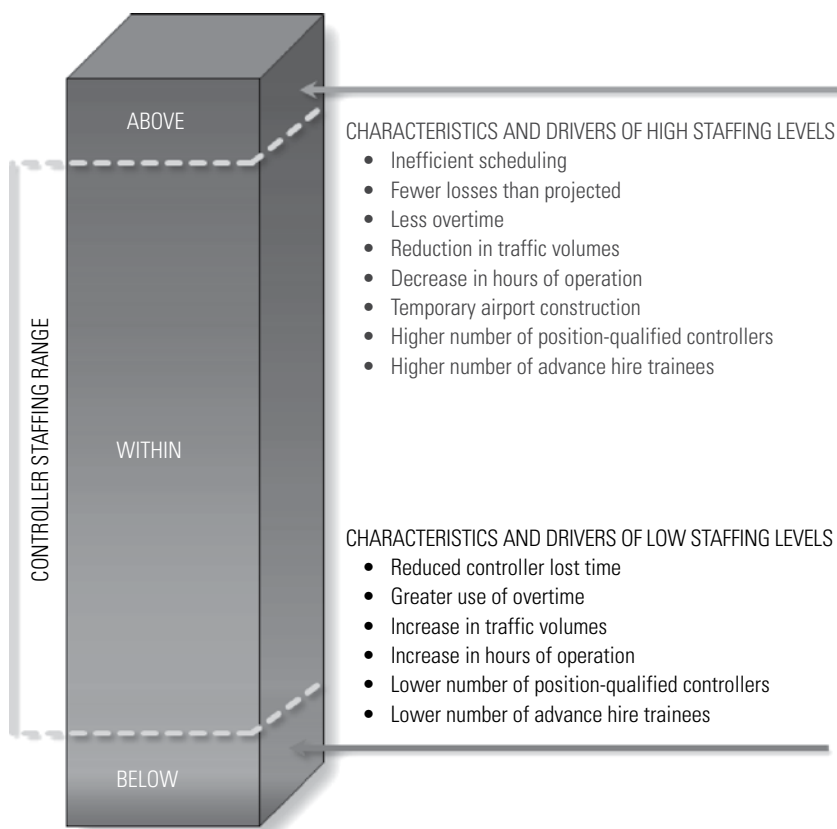 ABOVE
CHARACTERISTICS AND DRIVERS OF HIGH STAFFING LEVELS
• Inefficient scheduling
• Fewer losses than projected
• Less overtime
• Reduction in traffic volumes
• Decrease in hours of operation
• Temporary airport construction
• Higher number of position-qualified controllers
• Higher number of advance hire trainees
CONTROLLER STAFFING RANGE
WITHIN
CHARACTERISTICS AND DRIVERS OF LOW STAFFING LEVELS
• Reduced controller lost time
• Greater use of overtime
• Increase in traffic volumes
• Increase in hours of operation
• Lower number of position-qualified controllers
• Lower number of advance hire trainees
BELOW